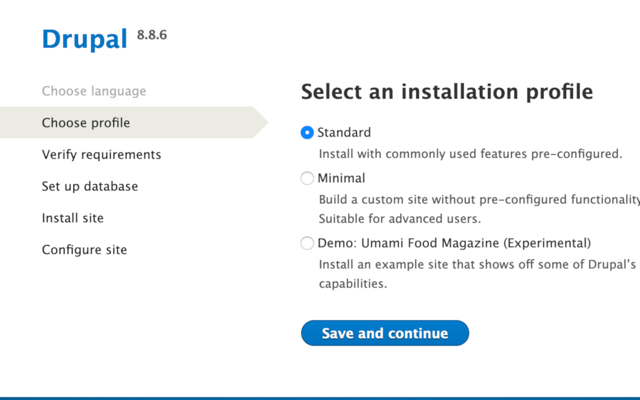 Drupal 8.8.6
Choose language
Choose profile
Verify requirements
Set up database
Install site
Configure site
Select an installation profile
Standard
Install with commonly used features pre-configured.
Minimal
Build a custom site without pre-configured functionality
Suitable for advanced users.
Demo: Umami Food Magazine (Experimental)
Install an example site that shows off some of Drupal's
capabilities.
Save and continue